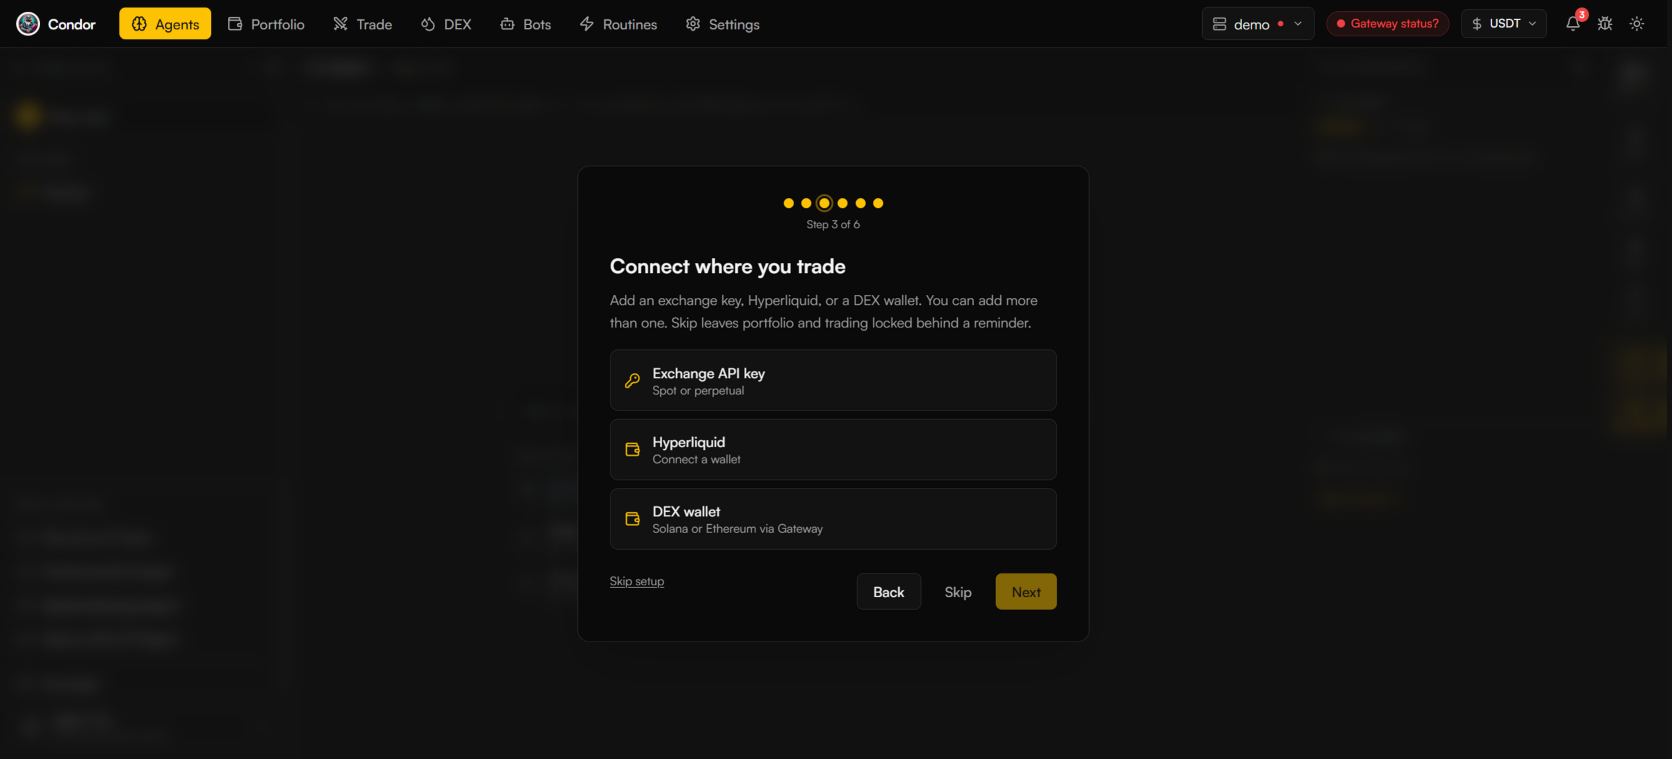 Condor Agents Portfolio Trade DEX Bots Routines Settings demo Gateway status? $ USDT 3
Step 3 of 6
Connect where you trade
Add an exchange key, Hyperliquid, or a DEX wallet. You can add more
than one. Skip leaves portfolio and trading locked behind a reminder.
Exchange API key
Spot or perpetual
Hyperliquid
Connect a wallet
DEX wallet
Solana or Ethereum via Gateway
Skip setup Back Skip Next